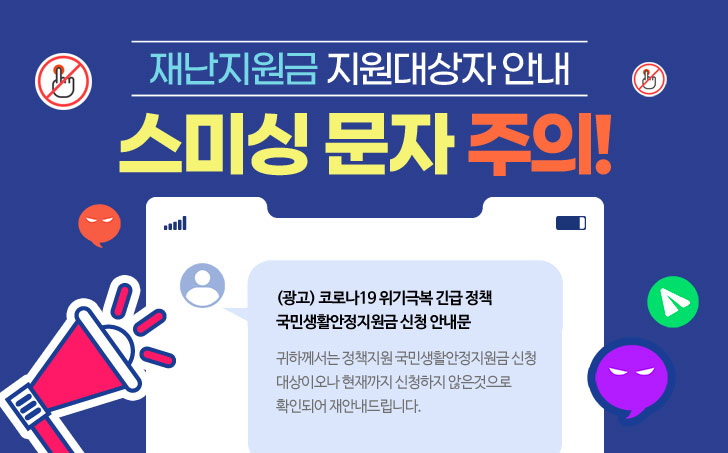 재난지원금 지원대상자 안내
스미싱 문자 주의!
(광고) 코로나19 위기극복 긴급 정책
국민생활안정지원금 신청 안내문
귀하께서는 정책지원 국민생활안정지원금 신청
대상이오나 현재까지 신청하지 않은것으로
확인되어 재안내드립니다.